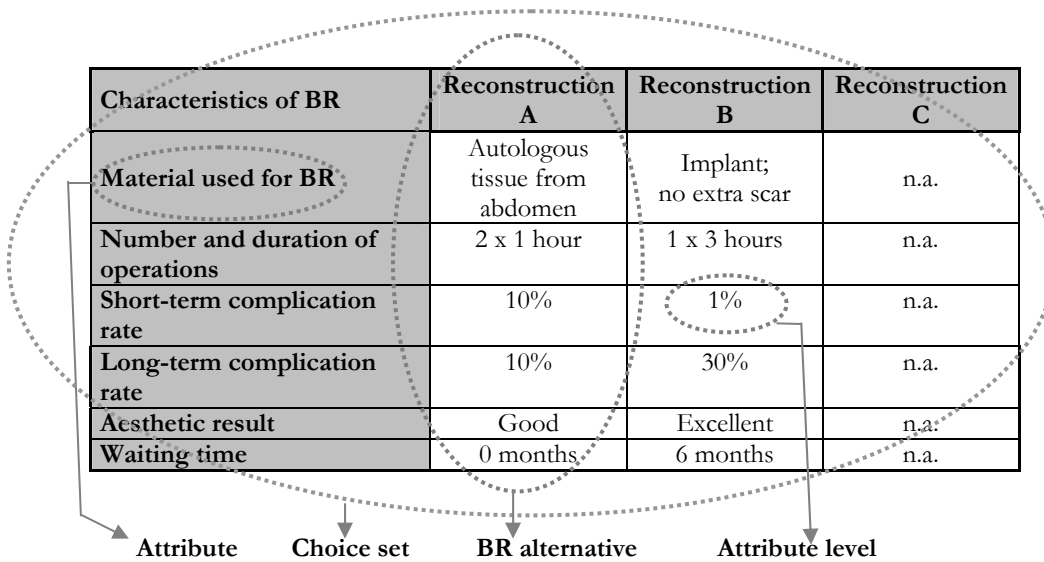 Characteristics of BR
Reconstruction A
Reconstruction B
Reconstruction C
Material used for BR
Autologous
tissue from
abdomen
Implant;
no extra scar
n.a.
Number and duration of
operations
2 x 1 hour
1 x 3 hours
n.a.
Short-term complication
rate
10%
1%
n.a.
Long-term complication
rate
10%
30%
n.a.
Aesthetic result
Good
Excellent
n.a.
Waiting time
0 months
6 months
n.a.
Attribute
Choice set
BR alternative
Attribute level